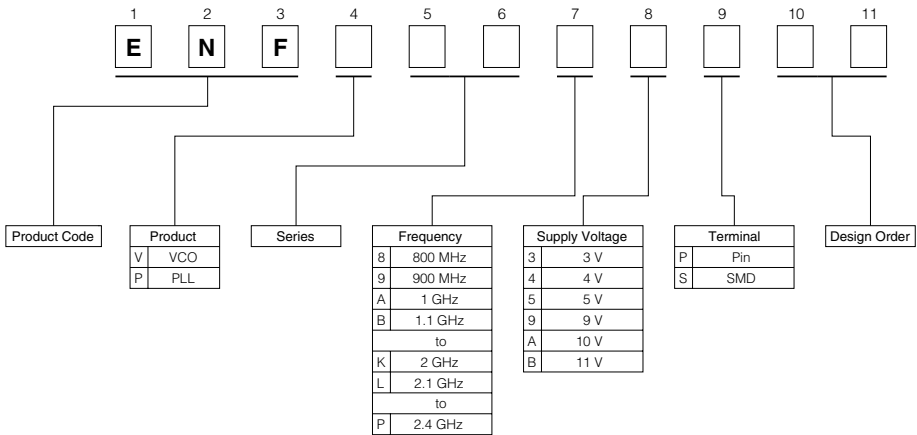 1 2 3 4 5 6 7 8 9 10 11
E N F
Product Code
Product
V VCO
P PLL
Series
Frequency
8 800 MHz
9 900 MHz
A 1 GHz
B 1.1 GHz
to
K 2 GHz
L 2.1 GHz
to
P 2.4 GHz
Supply Voltage
3 3 V
4 4 V
5 5 V
9 9 V
A 10 V
B 11 V
Terminal
P Pin
S SMD
Design Order